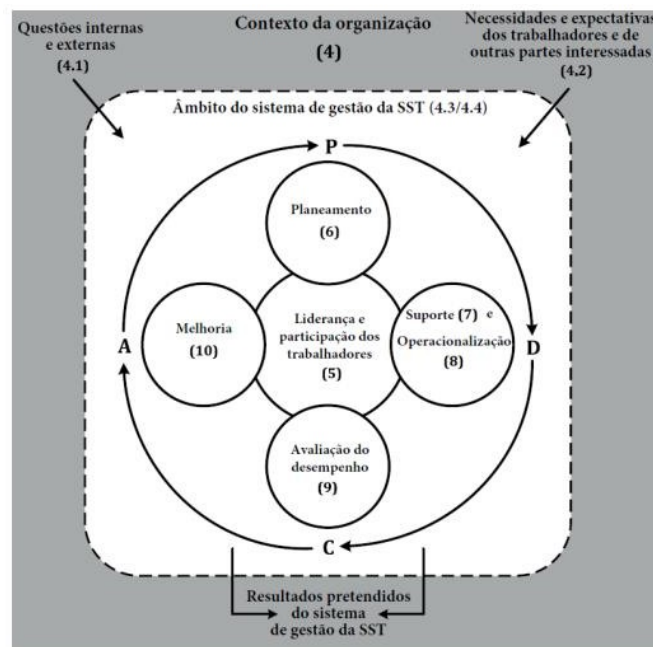 Questões internas
e externas
(4.1)
Contexto da organização
(4)
Necessidades e expectativas
dos trabalhadores e de
outras partes interessadas
(4.2)
Âmbito do sistema de gestão da SST (4.3/4.4)
P
Planeamento
(6)
A
Melhoria
(10)
Liderança e
participação dos
trabalhadores
(5)
Suporte (7) e
Operacionalização
(8)
D
Avaliação do
desempenho
(9)
C
Resultados pretendidos
do sistema
de gestão da SST